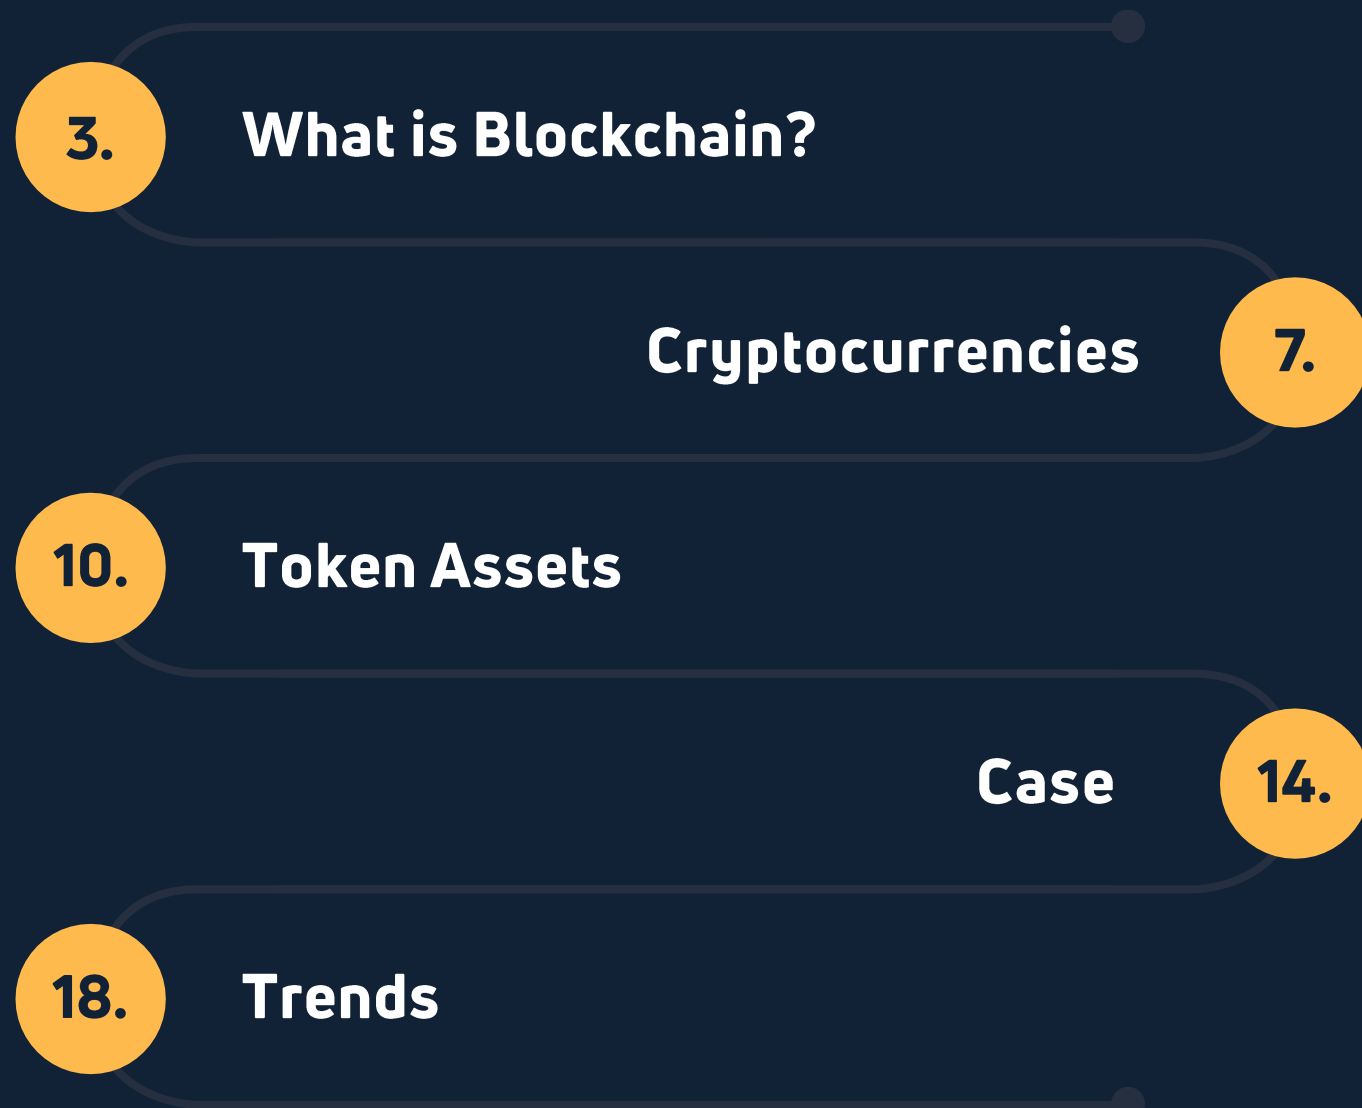 3. What is Blockchain?
Cryptocurrencies 7.
10. Token Assets
Case 14.
18. Trends